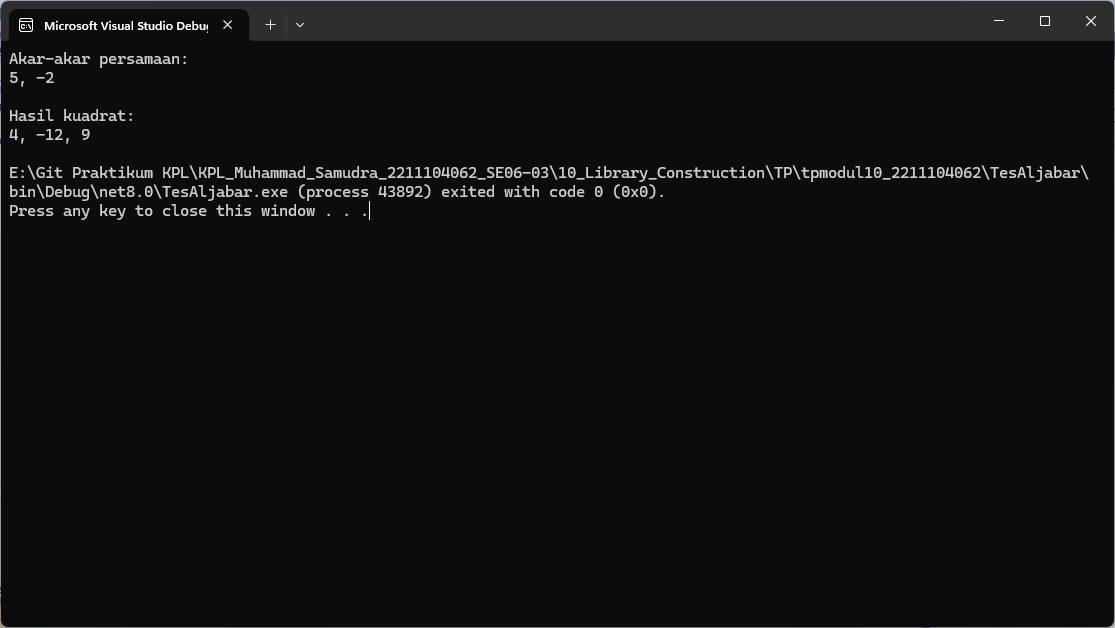 Microsoft Visual Studio Debug
Akar-akar persamaan:
5, -2
Hasil kuadrat:
4, -12, 9
E:\Git Praktikum KPL\KPL_Muhammad_Samudra_2211104062_SE06-03\10_Library_Construction\TP\tpmodul10_2211104062\TesAljabar\
bin\Debug\net8.0\TesAljabar.exe (process 43892) exited with code 0 (0x0).
Press any key to close this window . . .